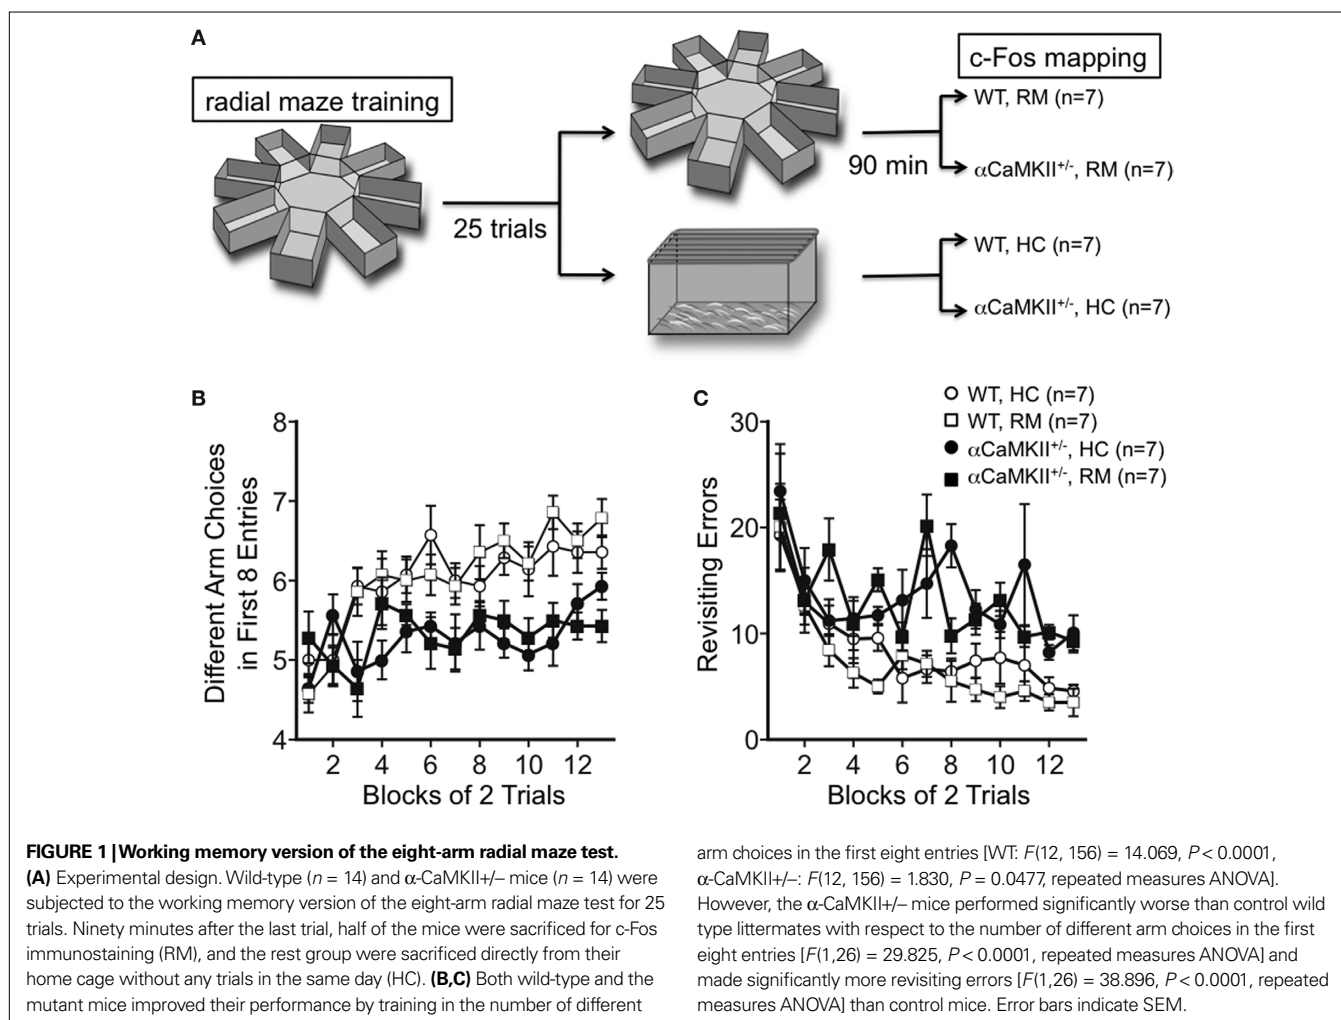 A
radial maze training
25 trials
90 min
c-Fos mapping
WT, RM (n=7)
αCaMKII+/-, RM (n=7)
WT, HC (n=7)
αCaMKII+/-, HC (n=7)
B
Different Arm Choices
in First 8 Entries
8
7
6
5
4
2 4 6 8 10 12
Blocks of 2 Trials
C
WT, HC (n=7)
WT, RM (n=7)
αCaMKII+/-, HC (n=7)
αCaMKII+/-, RM (n=7)
Revisiting Errors
30
20
10
0
2 4 6 8 10 12
Blocks of 2 Trials
FIGURE 1 | Working memory version of the eight-arm radial maze test.
(A) Experimental design. Wild-type (n = 14) and α-CaMKII+/– mice (n = 14) were
subjected to the working memory version of the eight-arm radial maze test for 25
trials. Ninety minutes after the last trial, half of the mice were sacrificed for c-Fos
immunostaining (RM), and the rest group were sacrificed directly from their
home cage without any trials in the same day (HC). (B,C) Both wild-type and the
mutant mice improved their performance by training in the number of different
arm choices in the first eight entries [WT: F(12, 156) = 14.069, P < 0.0001,
α-CaMKII+/–: F(12, 156) = 1.830, P = 0.0477, repeated measures ANOVA].
However, the α-CaMKII+/– mice performed significantly worse than control wild
type littermates with respect to the number of different arm choices in the first
eight entries [F(1,26) = 29.825, P < 0.0001, repeated measures ANOVA] and
made significantly more revisiting errors [F(1,26) = 38.896, P < 0.0001, repeated
measures ANOVA] than control mice. Error bars indicate SEM.